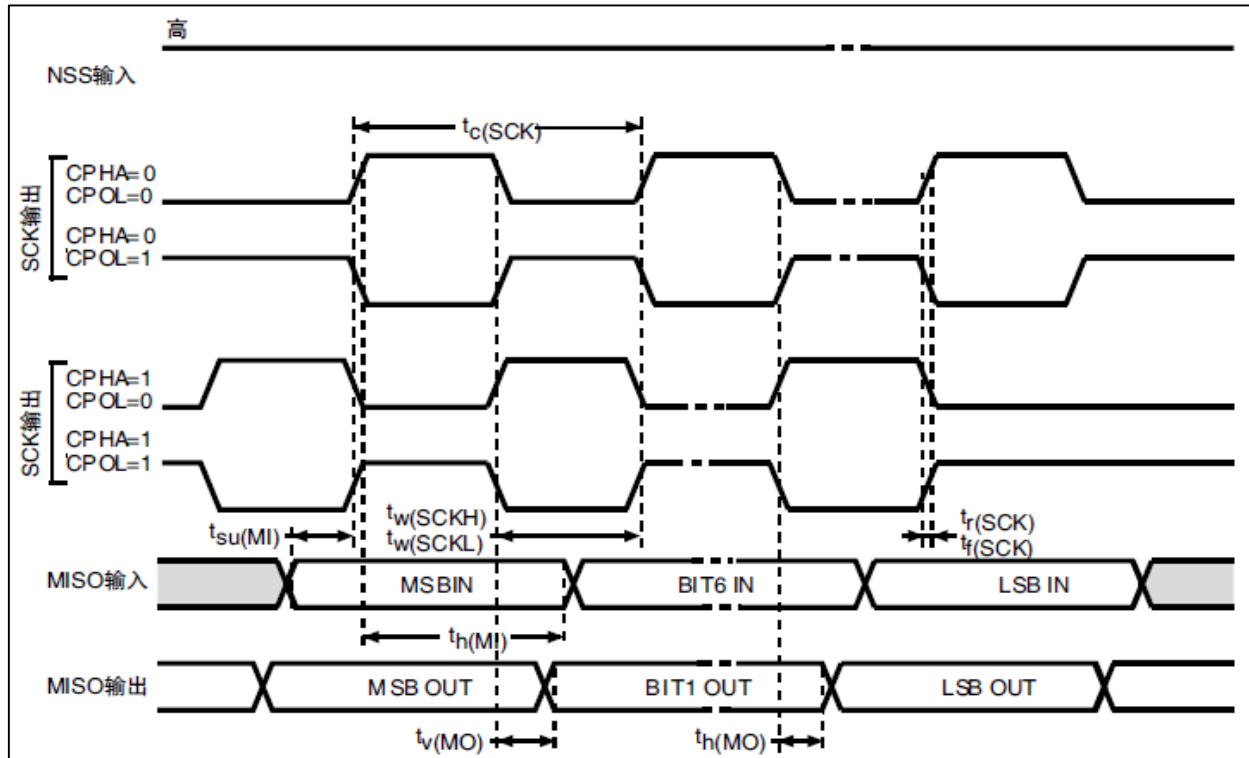 高
NSS输入
tc(SCK)
SCK输出
CPHA=0
CPOL=0
CPHA=0
CPOL=1
SCK输出
CPHA=1
CPOL=0
CPHA=1
CPOL=1
tsu(MI)
tw(SCKH)
tw(SCKL)
tr(SCK)
tf(SCK)
MISO输入
MSBIN
BIT6 IN
LSB IN
th(MI)
MISO输出
MSB OUT
BIT1 OUT
LSB OUT
tv(MO)
th(MO)